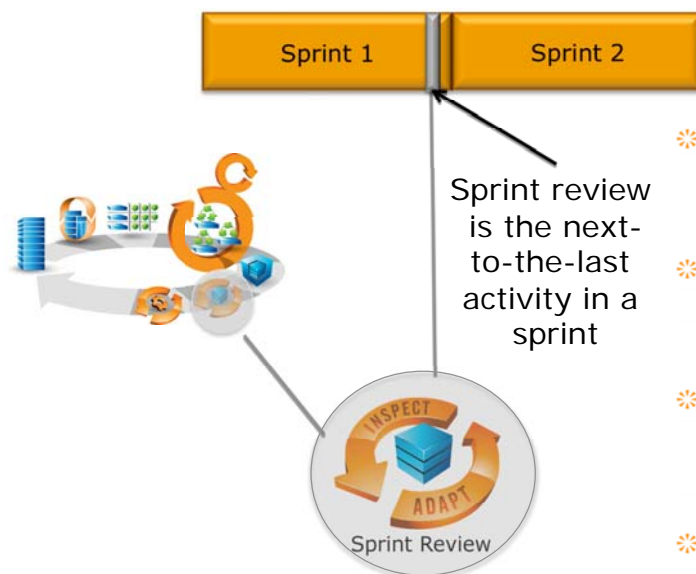 Sprint 1
Sprint 2
Sprint review
is the next-
to-the-last
activity in a
sprint
INSPECT
ADAPT
Sprint Review